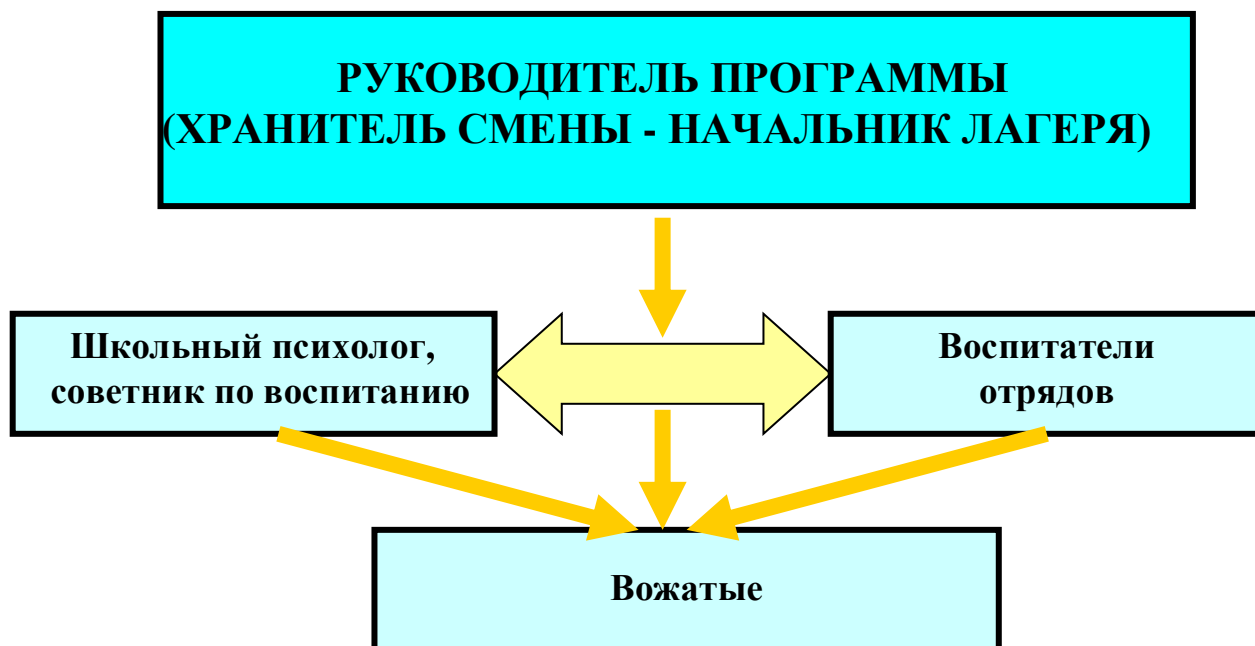 РУКОВОДИТЕЛЬ ПРОГРАММЫ
(ХРАНИТЕЛЬ СМЕНЫ - НАЧАЛЬНИК ЛАГЕРЯ)
Школьный психолог,
советник по воспитанию
Воспитатели
отрядов
Вожатые